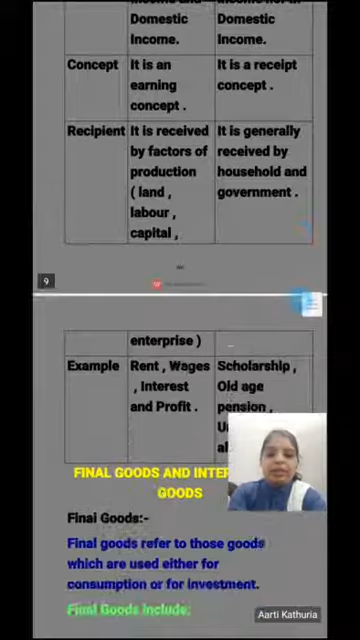 Domestic Income.
Domestic Income.
Concept
It is an earning concept .
It is a receipt concept .
Recipient
It is received by factors of production ( land , labour , capital ,
It is generally received by household and government .
9
enterprise )
Example
Rent , Wages , Interest and Profit .
Scholarship , Old age pension ,
FINAL GOODS AND
GOODS
Final Goods:-
Final goods refer to those goods
which are used either for
consumption or for investment.
Final Goods Include:
Aarti Kathuria